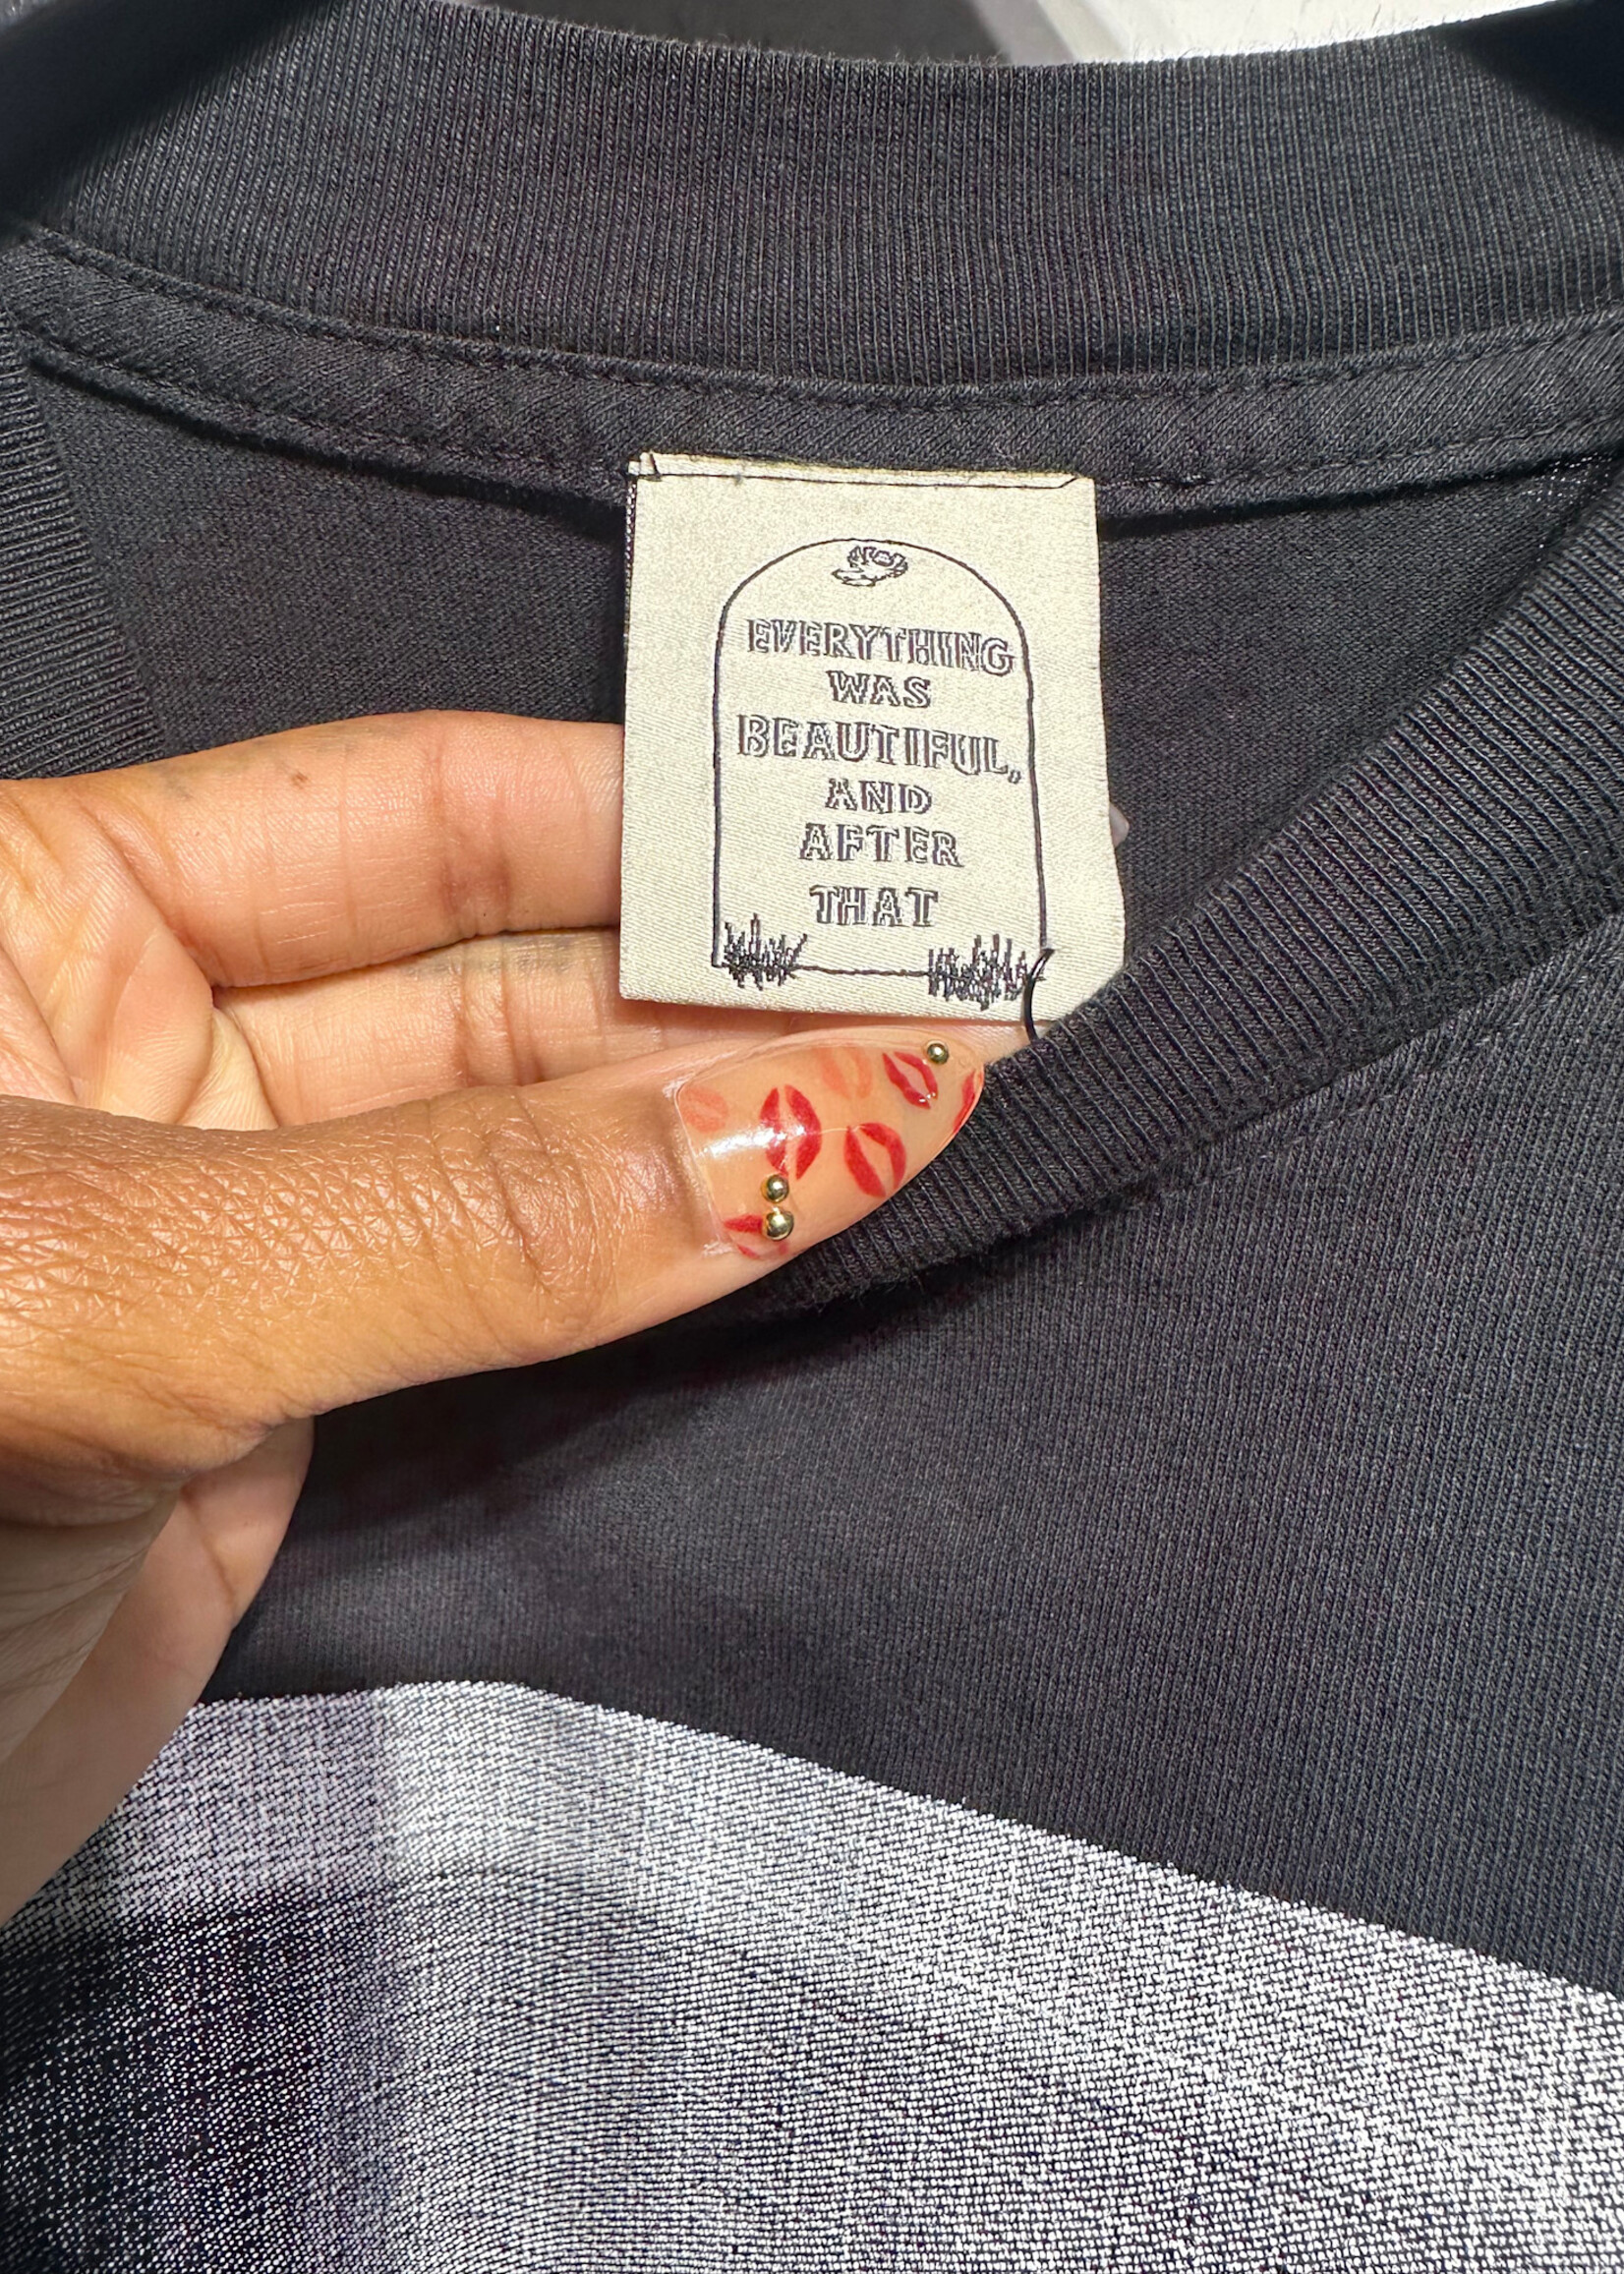 EVERYTHING
WAS
BEAUTIFUL,
AND
AFTER
THAT